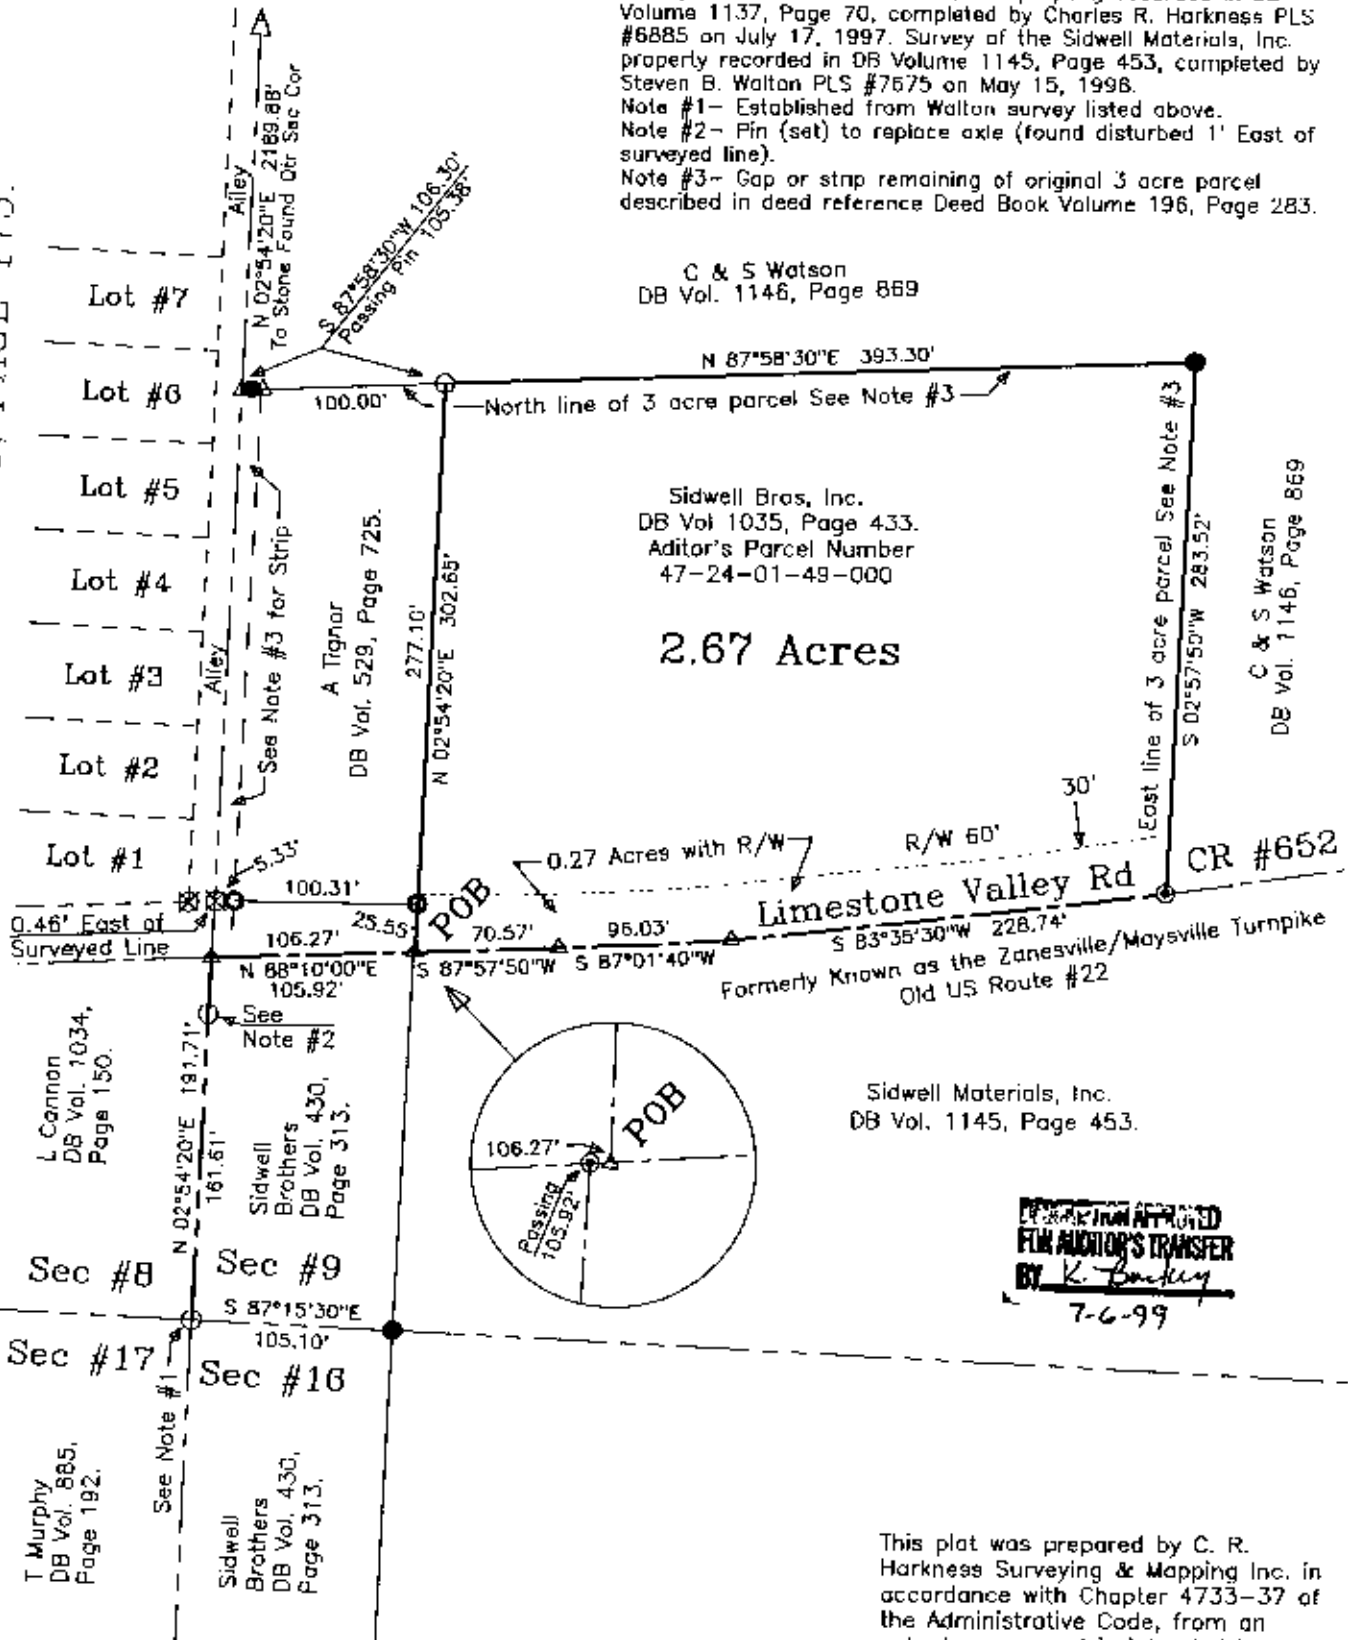 Volume 1137, Page 70, completed by Charles R. Harkness PLS
#6885 on July 17, 1997. Survey of the Sidwell Materials, Inc.
property recorded in DB Volume 1145, Page 453, completed by
Steven B. Walton PLS #7675 on May 15, 1998.
Note #1- Established from Walton survey listed above.
Note #2- Pin (set) to replace axle (found disturbed 1' East of
surveyed line).
Note #3- Gap or strip remaining of original 3 acre parcel
described in deed reference Deed Book Volume 196, Page 283.
Alley
N 02°54'20"E 2189.88'
To Stone Found Qtr Sec Cor
S 87°58'30"W 106.30'
Passing Pin 105.38'
C & S Watson
DB Vol. 1146, Page 869
Lot #7
Lot #6
Lot #5
Lot #4
Lot #3
Lot #2
Lot #1
N 87°58'30"E 393.30'
100.00'
North line of 3 acre parcel See Note #3
See Note #3 for Strip
Alley
A Tignor
DB Vol. 529, Page 725.
277.10'
N 02°54'20"E 302.65'
Sidwell Bros, Inc.
DB Vol 1035, Page 433.
Aditor's Parcel Number
47-24-01-49-000
2.67 Acres
East line of 3 acre parcel See Note #3
S 02°57'50"W 283.52'
C & S Watson
DB Vol. 1146, Page 869
30'
R/W 60'
0.27 Acres with R/W
5.33'
100.31'
25.55'
POB
Limestone Valley Rd
CR #652
0.46' East of
Surveyed Line
106.27'
N 88°10'00"E
105.92'
70.57'
S 87°57'50"W
96.03'
S 87°01'40"W
S 83°35'30"W 228.74'
Formerly Known as the Zanesville/Maysville Turnpike
Old US Route #22
See
Note #2
L Cannon
DB Vol. 1034,
Page 150.
N 02°54'20"E 191.71'
161.61'
Sidwell
Brothers
DB Vol. 430,
Page 313.
POB
106.27'
Passing
105.92'
Sidwell Materials, Inc.
DB Vol. 1145, Page 453.
APPROVED
FOR AUDITOR'S TRANSFER
BY K.
7-6-99
Sec #8
Sec #9
S 87°15'30"E
105.10'
Sec #17
Sec #16
See Note #1
T Murphy
DB Vol. 885,
Page 192.
Sidwell
Brothers
DB Vol. 430,
Page 313.
This plat was prepared by C. R.
Harkness Surveying & Mapping Inc. in
accordance with Chapter 4733-37 of
the Administrative Code, from an